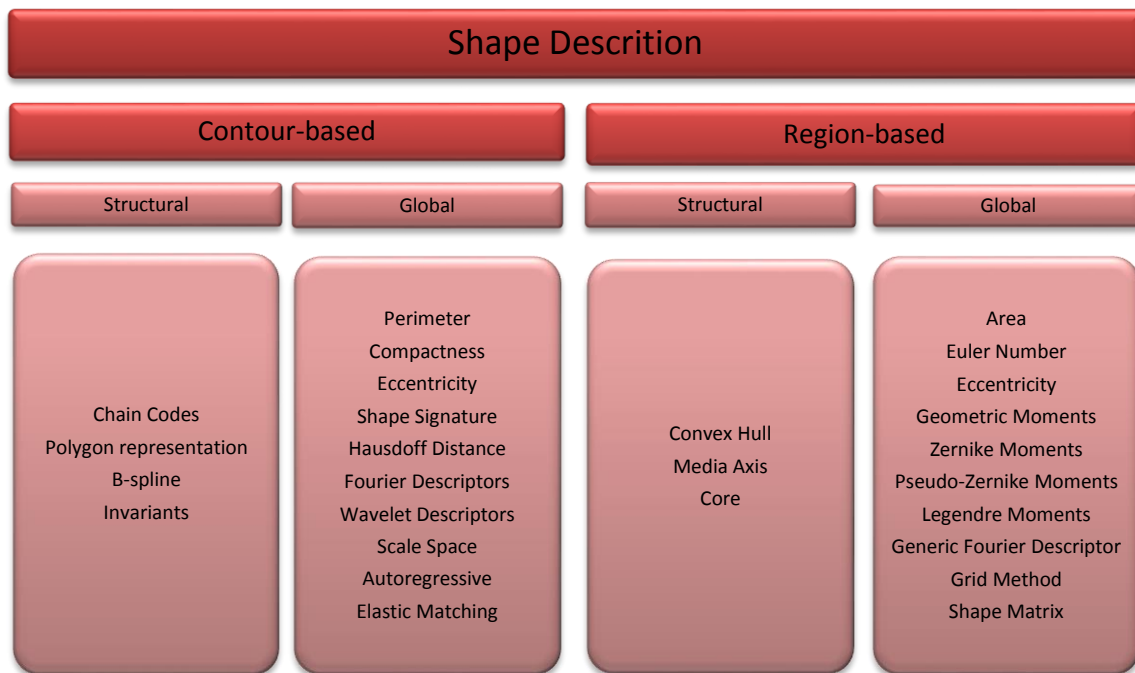 Shape Descrition
Contour-based
Region-based
Structural
Global
Structural
Global
Chain Codes
Polygon representation
B-spline
Invariants
Perimeter
Compactness
Eccentricity
Shape Signature
Hausdoff Distance
Fourier Descriptors
Wavelet Descriptors
Scale Space
Autoregressive
Elastic Matching
Convex Hull
Media Axis
Core
Area
Euler Number
Eccentricity
Geometric Moments
Zernike Moments
Pseudo-Zernike Moments
Legendre Moments
Generic Fourier Descriptor
Grid Method
Shape Matrix